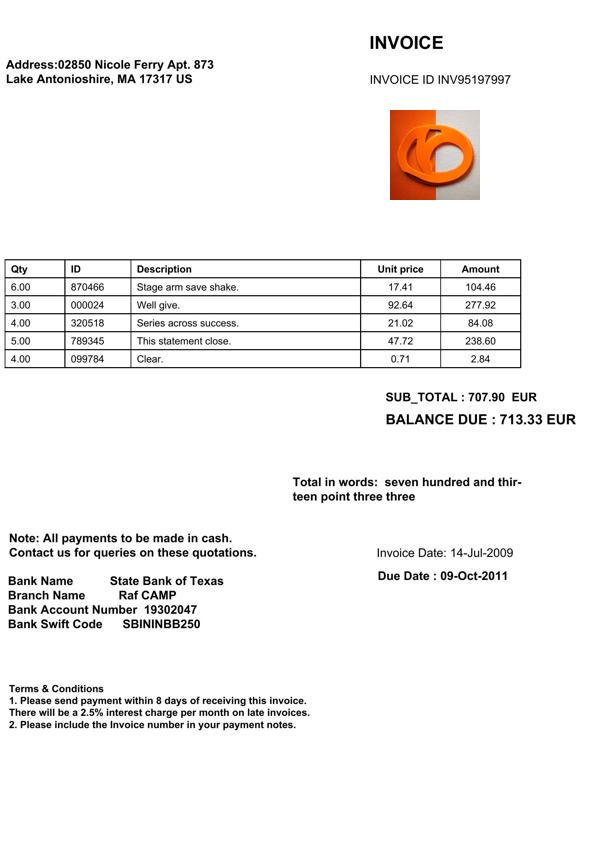 INVOICE
Address:02850 Nicole Ferry Apt. 873
Lake Antonioshire, MA 17317 US
INVOICE ID INV95197997
Qty ID Description Unit price Amount
6.00 870466 Stage arm save shake. 17.41 104.46
3.00 000024 Well give. 92.64 277.92
4.00 320518 Series across success. 21.02 84.08
5.00 789345 This statement close. 47.72 238.60
4.00 099784 Clear. 0.71 2.84
SUB_TOTAL : 707.90 EUR
BALANCE DUE : 713.33 EUR
Total in words: seven hundred and thir-
teen point three three
Note: All payments to be made in cash.
Contact us for queries on these quotations.
Invoice Date: 14-Jul-2009
Due Date : 09-Oct-2011
Bank Name State Bank of Texas
Branch Name Raf CAMP
Bank Account Number 19302047
Bank Swift Code SBININBB250
Terms & Conditions
1. Please send payment within 8 days of receiving this invoice.
There will be a 2.5% interest charge per month on late invoices.
2. Please include the Invoice number in your payment notes.